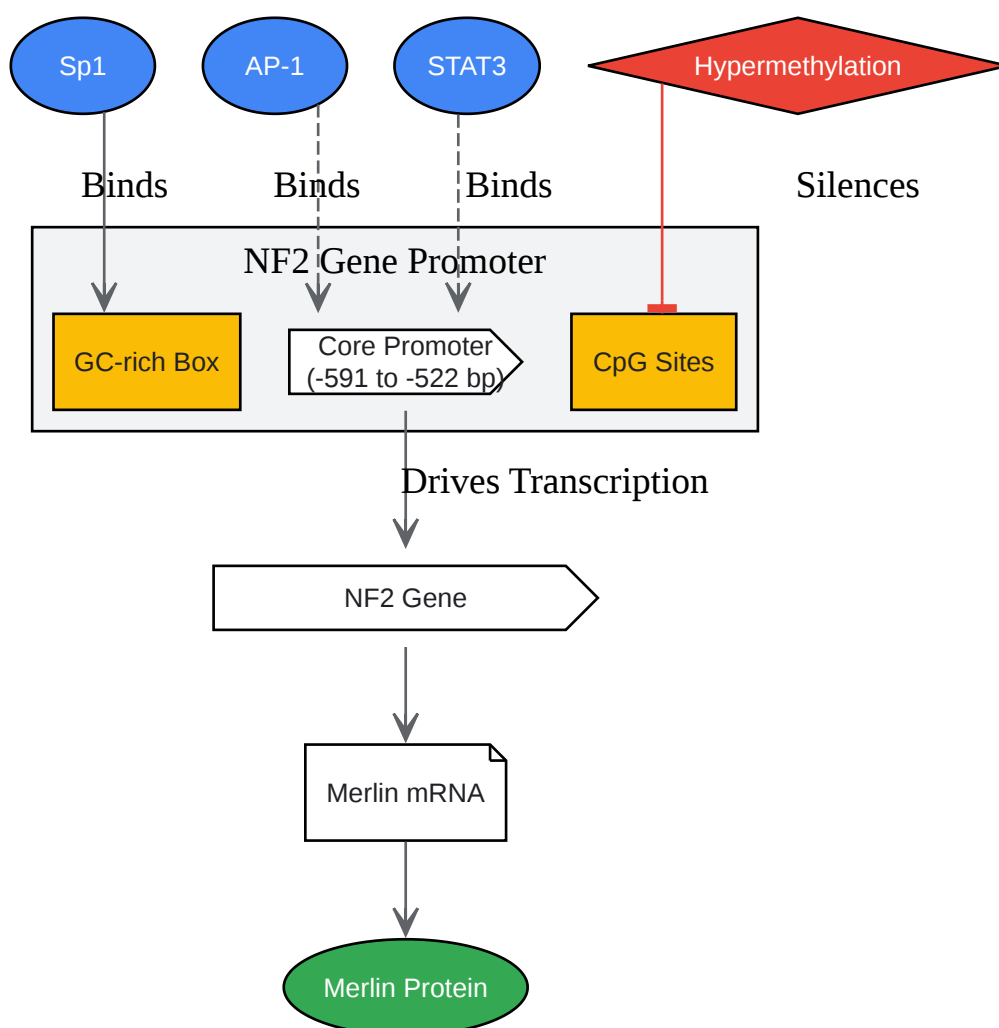 Sp1
AP-1
STAT3
Hypermethylation
Binds
Binds
Binds
Silences
NF2 Gene Promoter
GC-rich Box
Core Promoter
(-591 to -522 bp)
CpG Sites
Drives Transcription
NF2 Gene
Merlin mRNA
Merlin Protein